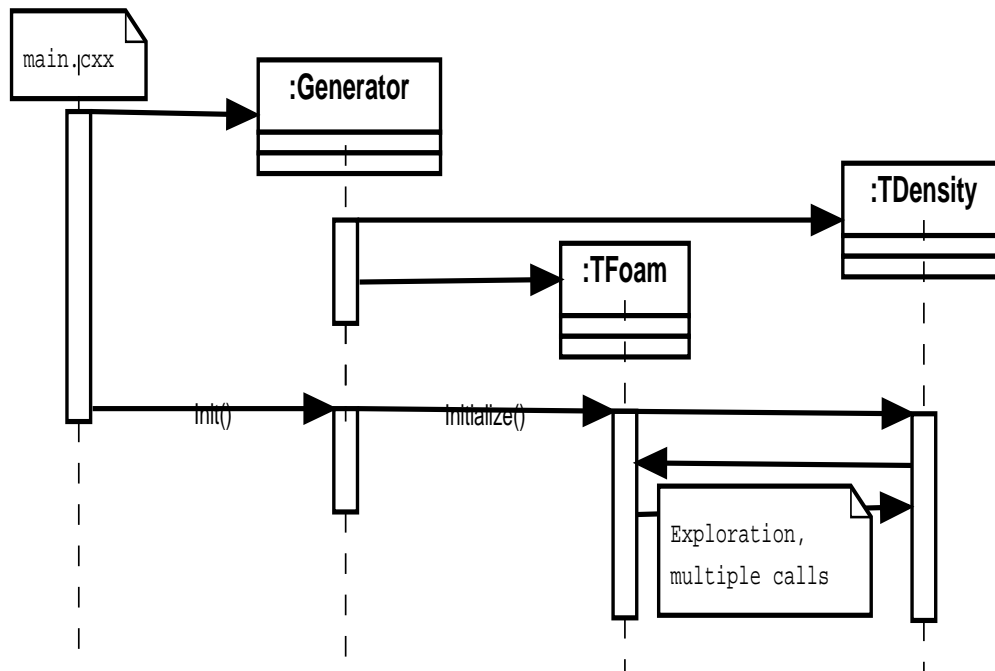 main.cxx
:Generator
:TDensity
:TFoam
Init()
Initialize()
Exploration,
multiple calls